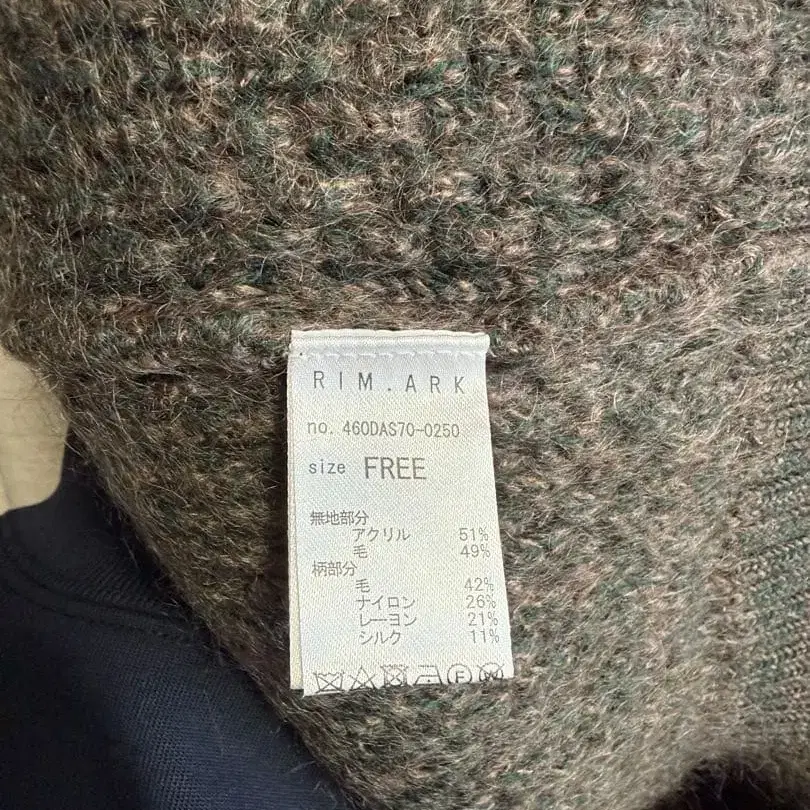 RIM.ARK
no. 460DAS70-0250
size FREE
無地部分
アクリル 51%
毛 49%
柄部分
毛 42%
ナイロン 26%
レーヨン 21%
シルク 11%